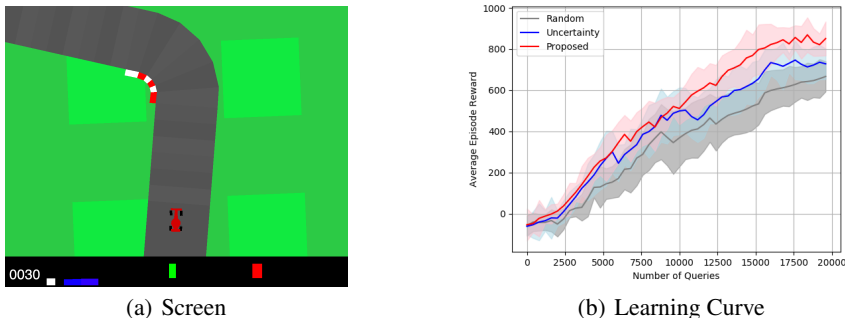 0030
(a) Screen
Random
Uncertainty
Proposed
Average Episode Reward
1000
800
600
400
200
0
0 2500 5000 7500 10000 12500 15000 17500 20000
Number of Queries
(b) Learning Curve